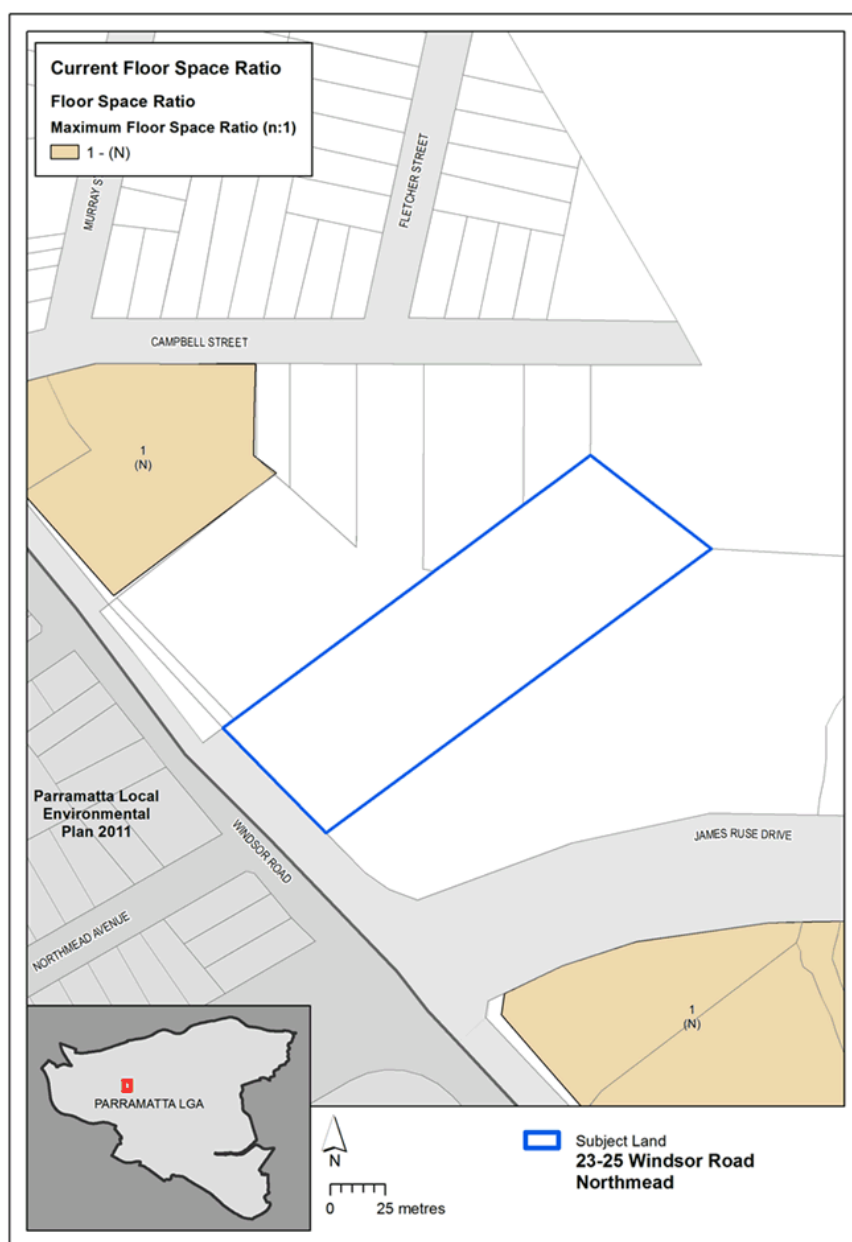 Current Floor Space Ratio
Floor Space Ratio
Maximum Floor Space Ratio (n:1)
1 - (N)
MURRAY
FLETCHER STREET
CAMPBELL STREET
1
(N)
Parramatta Local
Environmental
Plan 2011
WINDSOR ROAD
JAMES RUSE DRIVE
NORTHMEAD AVENUE
1
(N)
PARRAMATTA LGA
N
0 25 metres
Subject Land
23-25 Windsor Road
Northmead